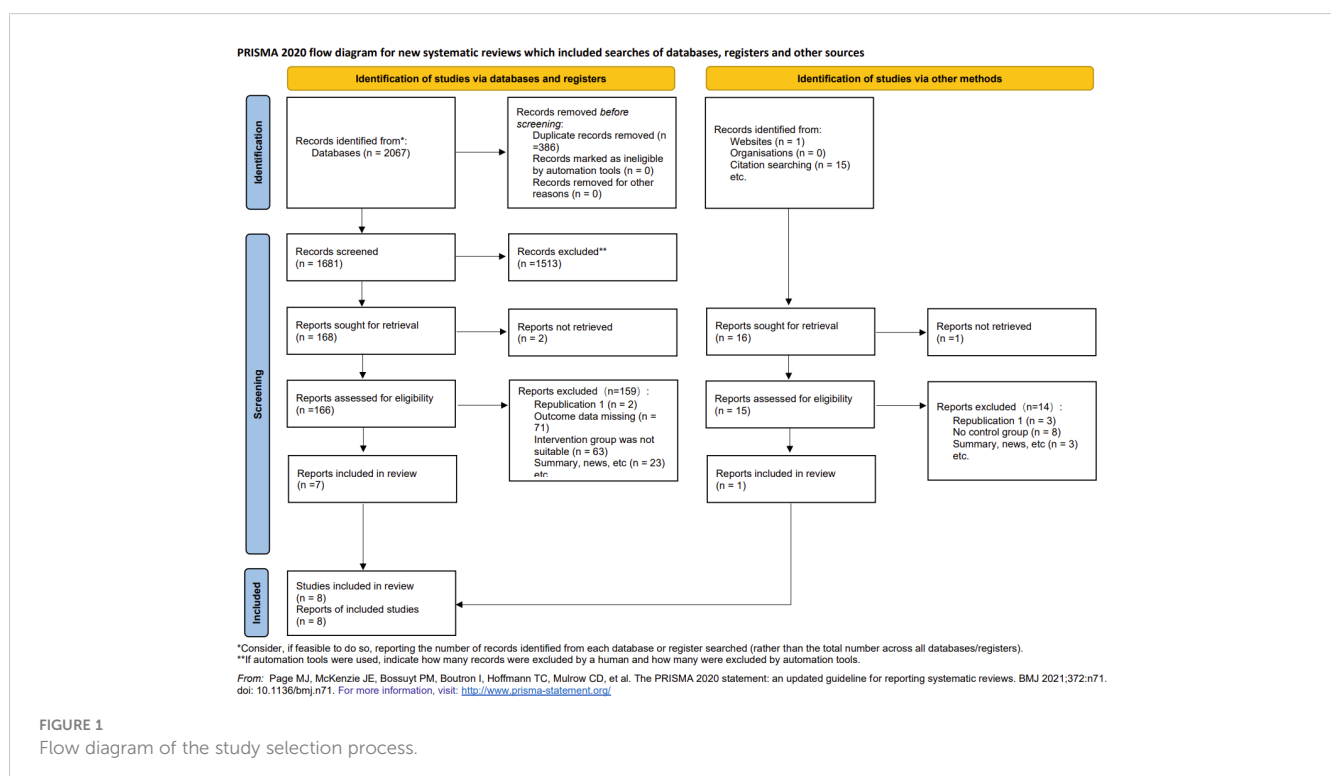 PRISMA 2020 flow diagram for new systematic reviews which included searches of databases, registers and other sources
Identification of studies via databases and registers
Identification of studies via other methods
Identification
Records identified from*:
Databases (n = 2067)
Records removed before
screening:
Duplicate records removed (n
=386)
Records marked as ineligible
by automation tools (n = 0)
Records removed for other
reasons (n = 0)
Records identified from:
Websites (n = 1)
Organisations (n = 0)
Citation searching (n = 15)
etc.
Screening
Records screened
(n = 1681)
Records excluded**
(n =1513)
Reports sought for retrieval
(n = 168)
Reports not retrieved
(n = 2)
Reports sought for retrieval
(n = 16)
Reports not retrieved
(n =1)
Reports assessed for eligibility
(n =166)
Reports excluded（n=159）:
Republication 1 (n = 2)
Outcome data missing (n =
71)
Intervention group was not
suitable (n = 63)
Summary, news, etc (n = 23)
etc
Reports assessed for eligibility
(n = 15)
Reports excluded（n=14）:
Republication 1 (n = 3)
No control group (n = 8)
Summary, news, etc (n = 3)
etc.
Reports included in review
(n =7)
Reports included in review
(n = 1)
Included
Studies included in review
(n = 8)
Reports of included studies
(n = 8)
*Consider, if feasible to do so, reporting the number of records identified from each database or register searched (rather than the total number across all databases/registers).
**If automation tools were used, indicate how many records were excluded by a human and how many were excluded by automation tools.
From: Page MJ, McKenzie JE, Bossuyt PM, Boutron I, Hoffmann TC, Mulrow CD, et al. The PRISMA 2020 statement: an updated guideline for reporting systematic reviews. BMJ 2021;372:n71.
doi: 10.1136/bmj.n71. For more information, visit: http://www.prisma-statement.org/
FIGURE 1
Flow diagram of the study selection process.